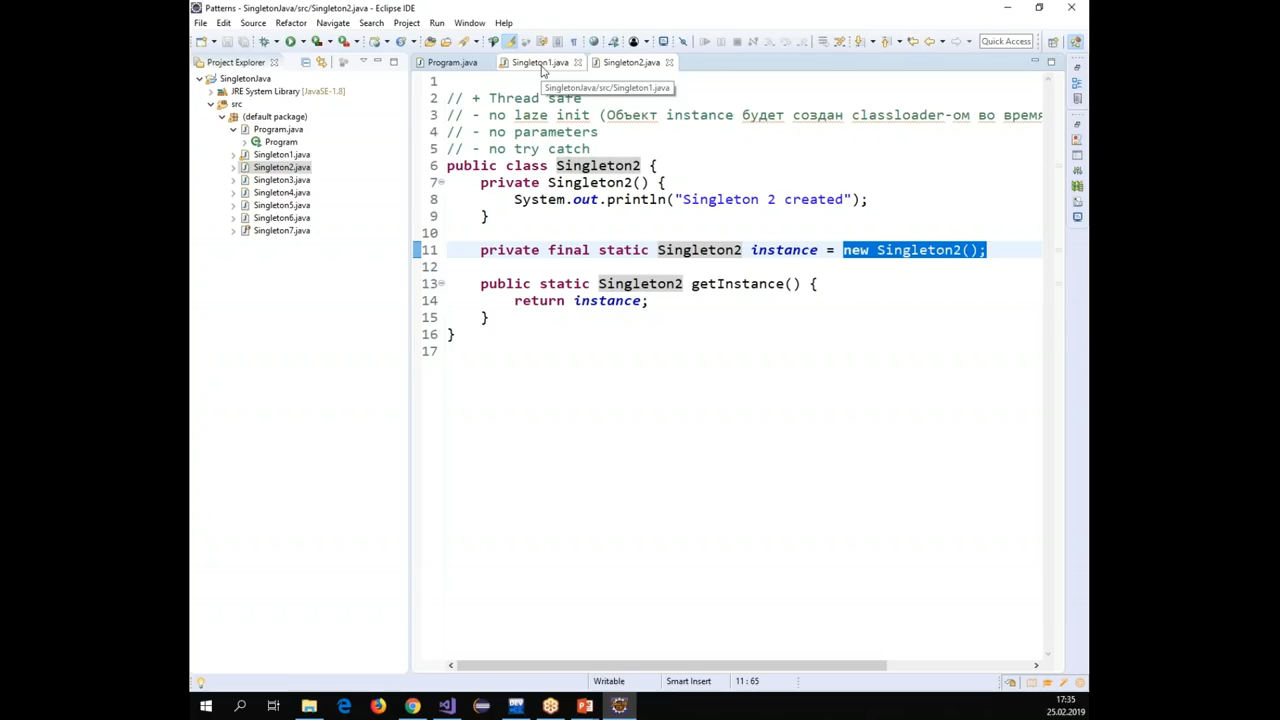 Patterns - SingletonJava/src/Singleton2.java - Eclipse IDE
File Edit Source Refactor Navigate Search Project Run Window Help
Quick Access
Project Explorer
Program.java Singleton1.java Singleton2.java
SingletonJava/src/Singleton1.java
SingletonJava
JRE System Library [JavaSE-1.8]
src
(default package)
Program.java
Program
Singleton1.java
Singleton2.java
Singleton3.java
Singleton4.java
Singleton5.java
Singleton6.java
Singleton7.java
1
2 // + Thread safe
3 // - no laze init (Объект instance будет создан classloader-ом во время
4 // - no parameters
5 // - no try catch
6 public class Singleton2 {
7 private Singleton2() {
8 System.out.println("Singleton 2 created");
9 }
10
11 private final static Singleton2 instance = new Singleton2();
12
13 public static Singleton2 getInstance() {
14 return instance;
15 }
16 }
17
Writable Smart Insert 11 : 65
17:35
25.02.2019